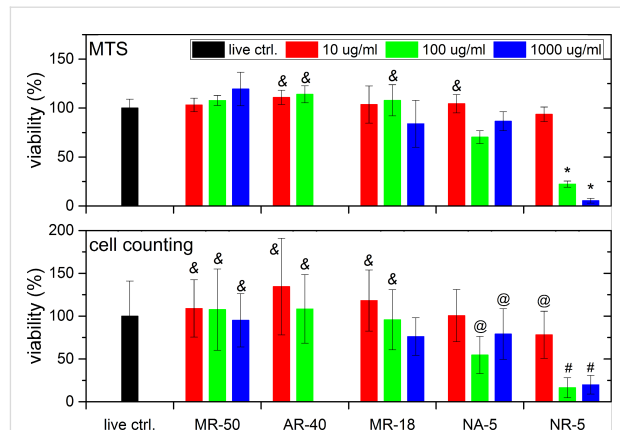 MTS
live ctrl. 10 ug/ml 100 ug/ml 1000 ug/ml
viability (%)
150
100
50
0
& & & &
* *
cell counting
viability (%)
200
150
100
50
0
& & & & & & & @ @ @ # #
live ctrl. MR-50 AR-40 MR-18 NA-5 NR-5